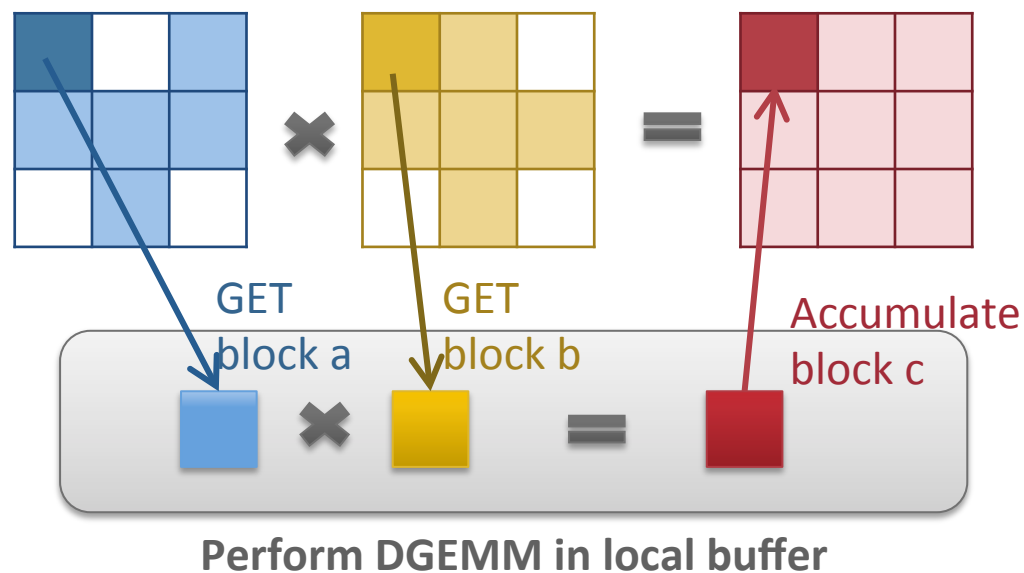 GET
block a
GET
block b
Accumulate
block c
Perform DGEMM in local buffer